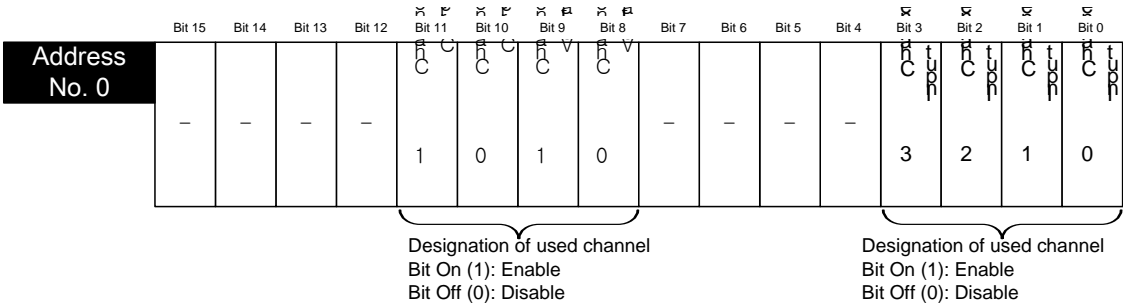 Bit 15 Bit 14 Bit 13 Bit 12 Bit 11 Bit 10 Bit 9 Bit 8 Bit 7 Bit 6 Bit 5 Bit 4 Bit 3 Bit 2 Bit 1 Bit 0
Address
No. 0
– – – – – – – –
1 0 1 0 3 2 1 0
Designation of used channel
Bit On (1): Enable
Bit Off (0): Disable
Designation of used channel
Bit On (1): Enable
Bit Off (0): Disable